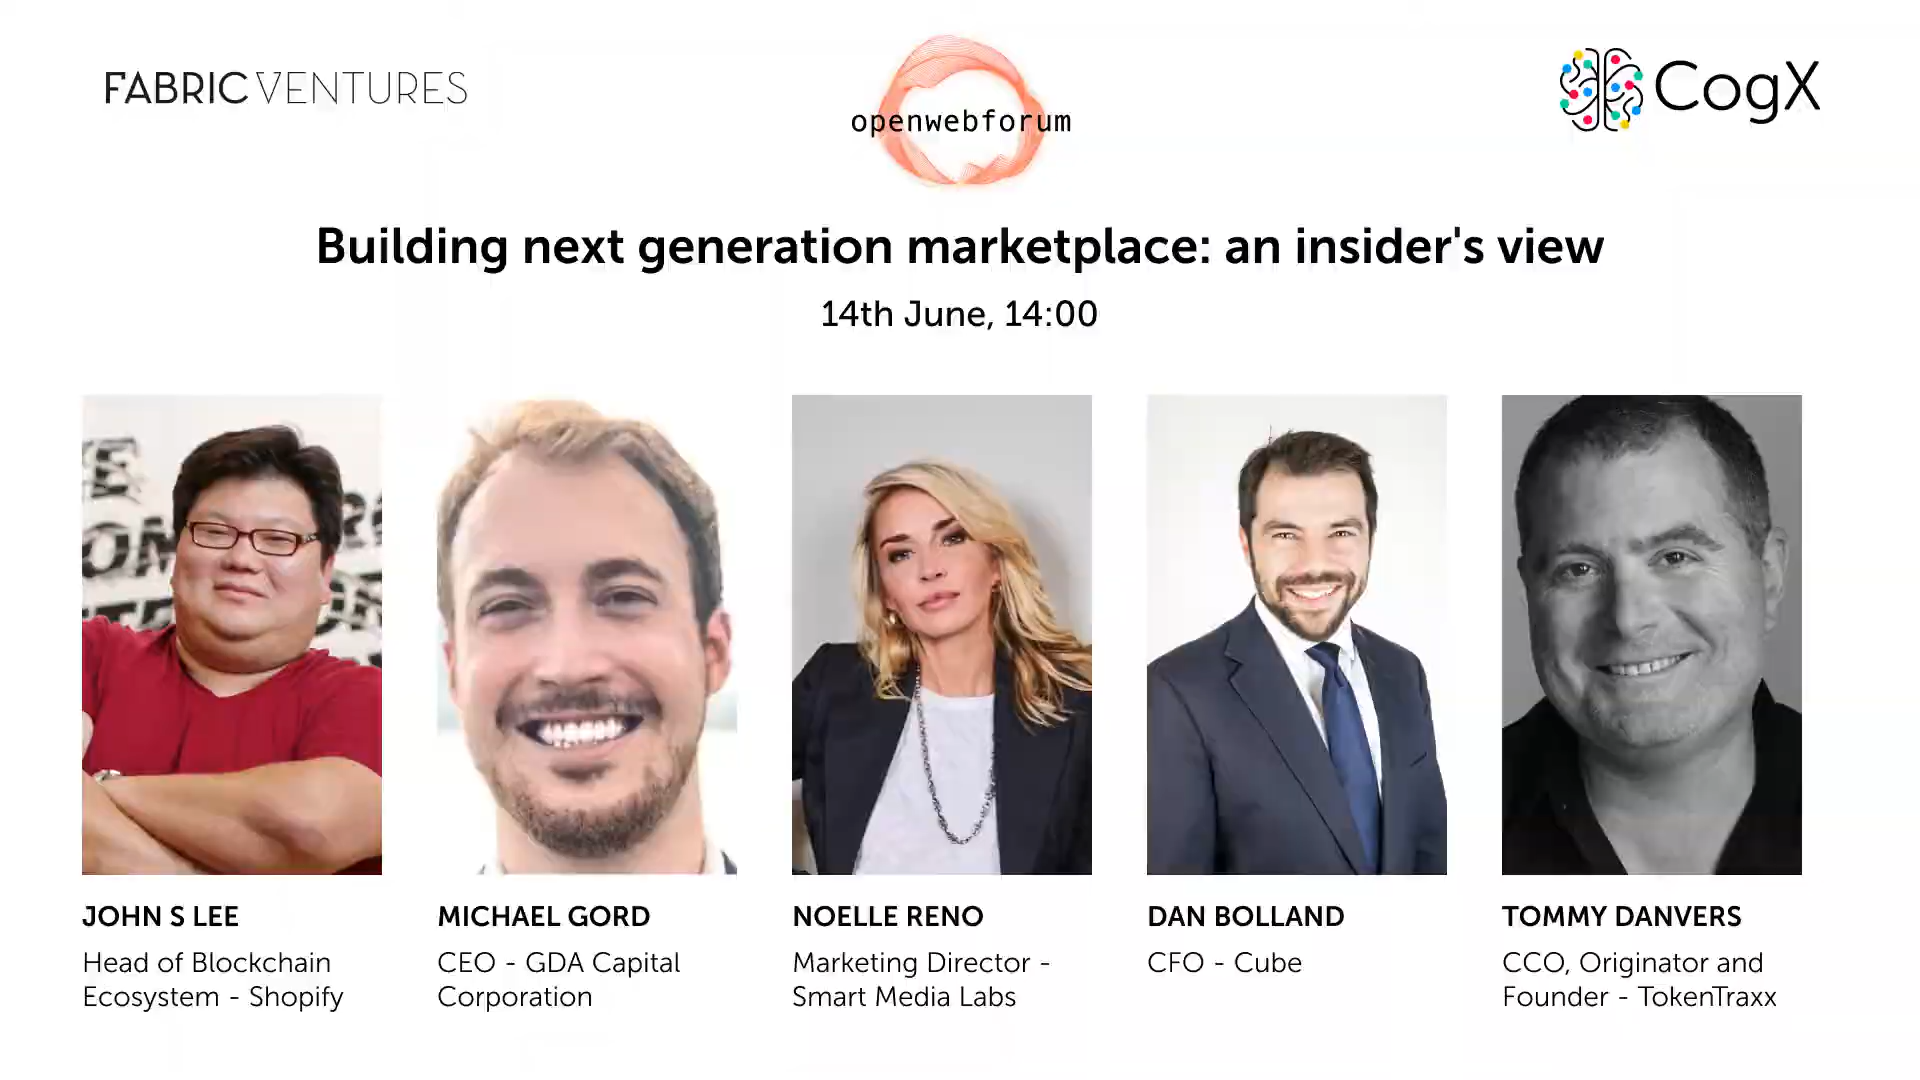 FABRIC VENTURES
openwebforum
CogX
Building next generation marketplace: an insider's view
14th June, 14:00
JOHN S LEE
Head of Blockchain
Ecosystem - Shopify
MICHAEL GORD
CEO - GDA Capital
Corporation
NOELLE RENO
Marketing Director -
Smart Media Labs
DAN BOLLAND
CFO - Cube
TOMMY DANVERS
CCO, Originator and
Founder - TokenTraxx